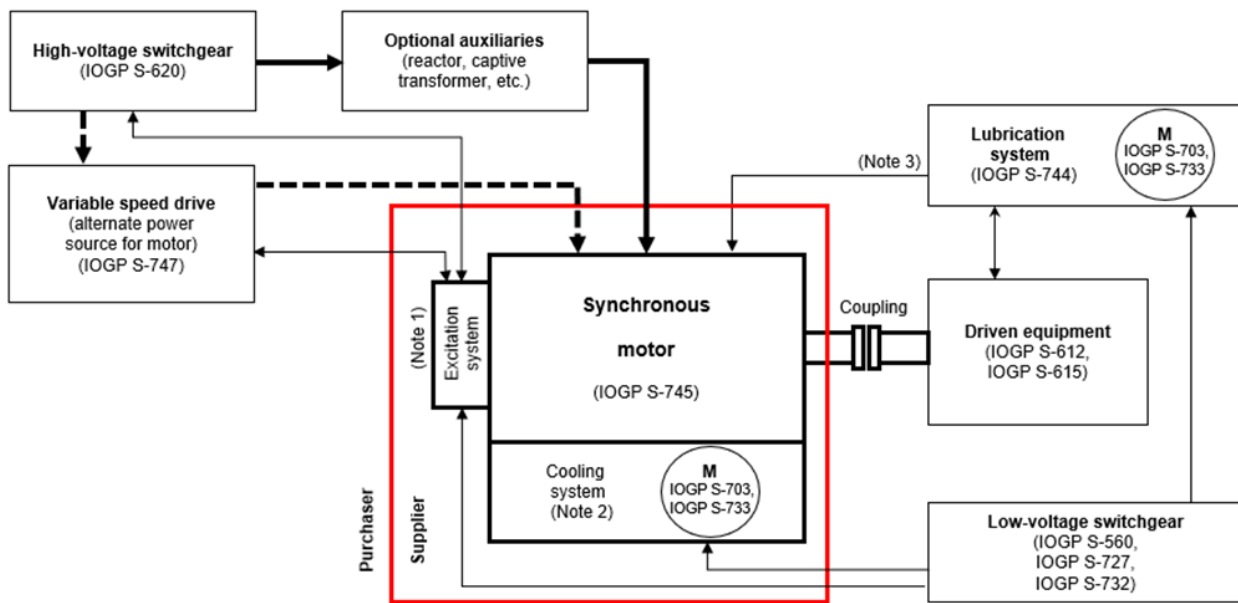 High-voltage switchgear
(IOGP S-620)
Optional auxiliaries
(reactor, captive
transformer, etc.)
Lubrication
system
(IOGP S-744)
M
IOGP S-703,
IOGP S-733
(Note 3)
Variable speed drive
(alternate power
source for motor)
(IOGP S-747)
(Note 1)
Excitation
system
Synchronous
motor
(IOGP S-745)
Coupling
Driven equipment
(IOGP S-612,
IOGP S-615)
Cooling
system
(Note 2)
M
IOGP S-703,
IOGP S-733
Purchaser
Supplier
Low-voltage switchgear
(IOGP S-560,
IOGP S-727,
IOGP S-732)